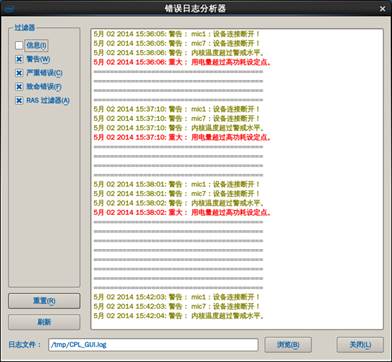 错误日志分析器
过滤器
信息(I)
警告(W)
严重错误(C)
致命错误(F)
RAS 过滤器(A)
重置(R)
刷新
5月 02 2014 15:36:05: 警告： mic1：设备连接断开！
5月 02 2014 15:36:05: 警告： mic7：设备连接断开！
5月 02 2014 15:36:06: 警告： 内核温度超过警戒水平。
5月 02 2014 15:36:06: 重大： 用电量超过高功耗设定点。
==========================================
==========================================
==========================================
==========================================
5月 02 2014 15:37:10: 警告： mic1：设备连接断开！
5月 02 2014 15:37:10: 警告： mic7：设备连接断开！
5月 02 2014 15:37:10: 警告： 内核温度超过警戒水平。
5月 02 2014 15:37:10: 重大： 用电量超过高功耗设定点。
==========================================
==========================================
==========================================
==========================================
5月 02 2014 15:38:01: 警告： mic1：设备连接断开！
5月 02 2014 15:38:01: 警告： mic7：设备连接断开！
5月 02 2014 15:38:02: 警告： 内核温度超过警戒水平。
5月 02 2014 15:38:02: 重大： 用电量超过高功耗设定点。
==========================================
==========================================
==========================================
==========================================
==========================================
==========================================
==========================================
==========================================
5月 02 2014 15:42:03: 警告： mic1：设备连接断开！
5月 02 2014 15:42:03: 警告： mic7：设备连接断开！
5月 02 2014 15:42:04: 警告： 内核温度超过警戒水平。
日志文件： /tmp/CPL_GUI.log 浏览(B) 关闭(L)